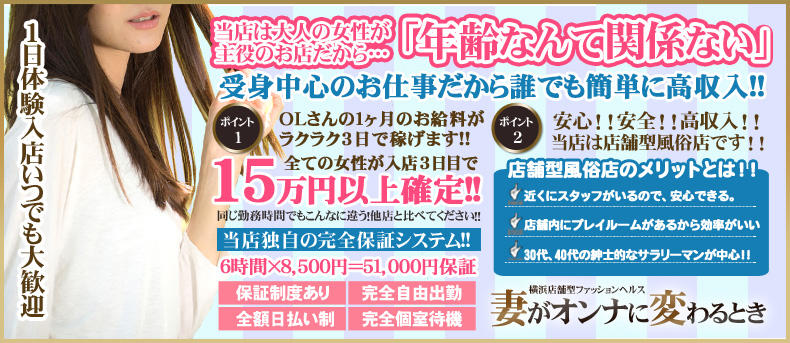 1日体験入店いつでも大歓迎
当店は大人の女性が
主役のお店だから…「年齢なんて関係ない」
受身中心のお仕事だから誰でも簡単に高収入!!
ポイント
1
OLさんの1ヶ月のお給料が
ラクラク3日で稼げます!!
全ての女性が入店3日目で
15万円以上確定!!
同じ勤務時間でもこんなに違う!他店と比べてください!!
当店独自の完全保証システム!!
6時間×8,500円=51,000円保証
保証制度あり
完全自由出勤
全額日払い制
完全個室待機
ポイント
2
安心!!安全!!高収入!!
当店は店舗型風俗店です!!
店舗型風俗店のメリットとは!!
近くにスタッフがいるので、安心できる。
店舗内にプレイルームがあるから効率がいい
30代、40代の紳士的なサラリーマンが中心!!
横浜店舗型ファッションヘルス
妻がオンナに変わるとき